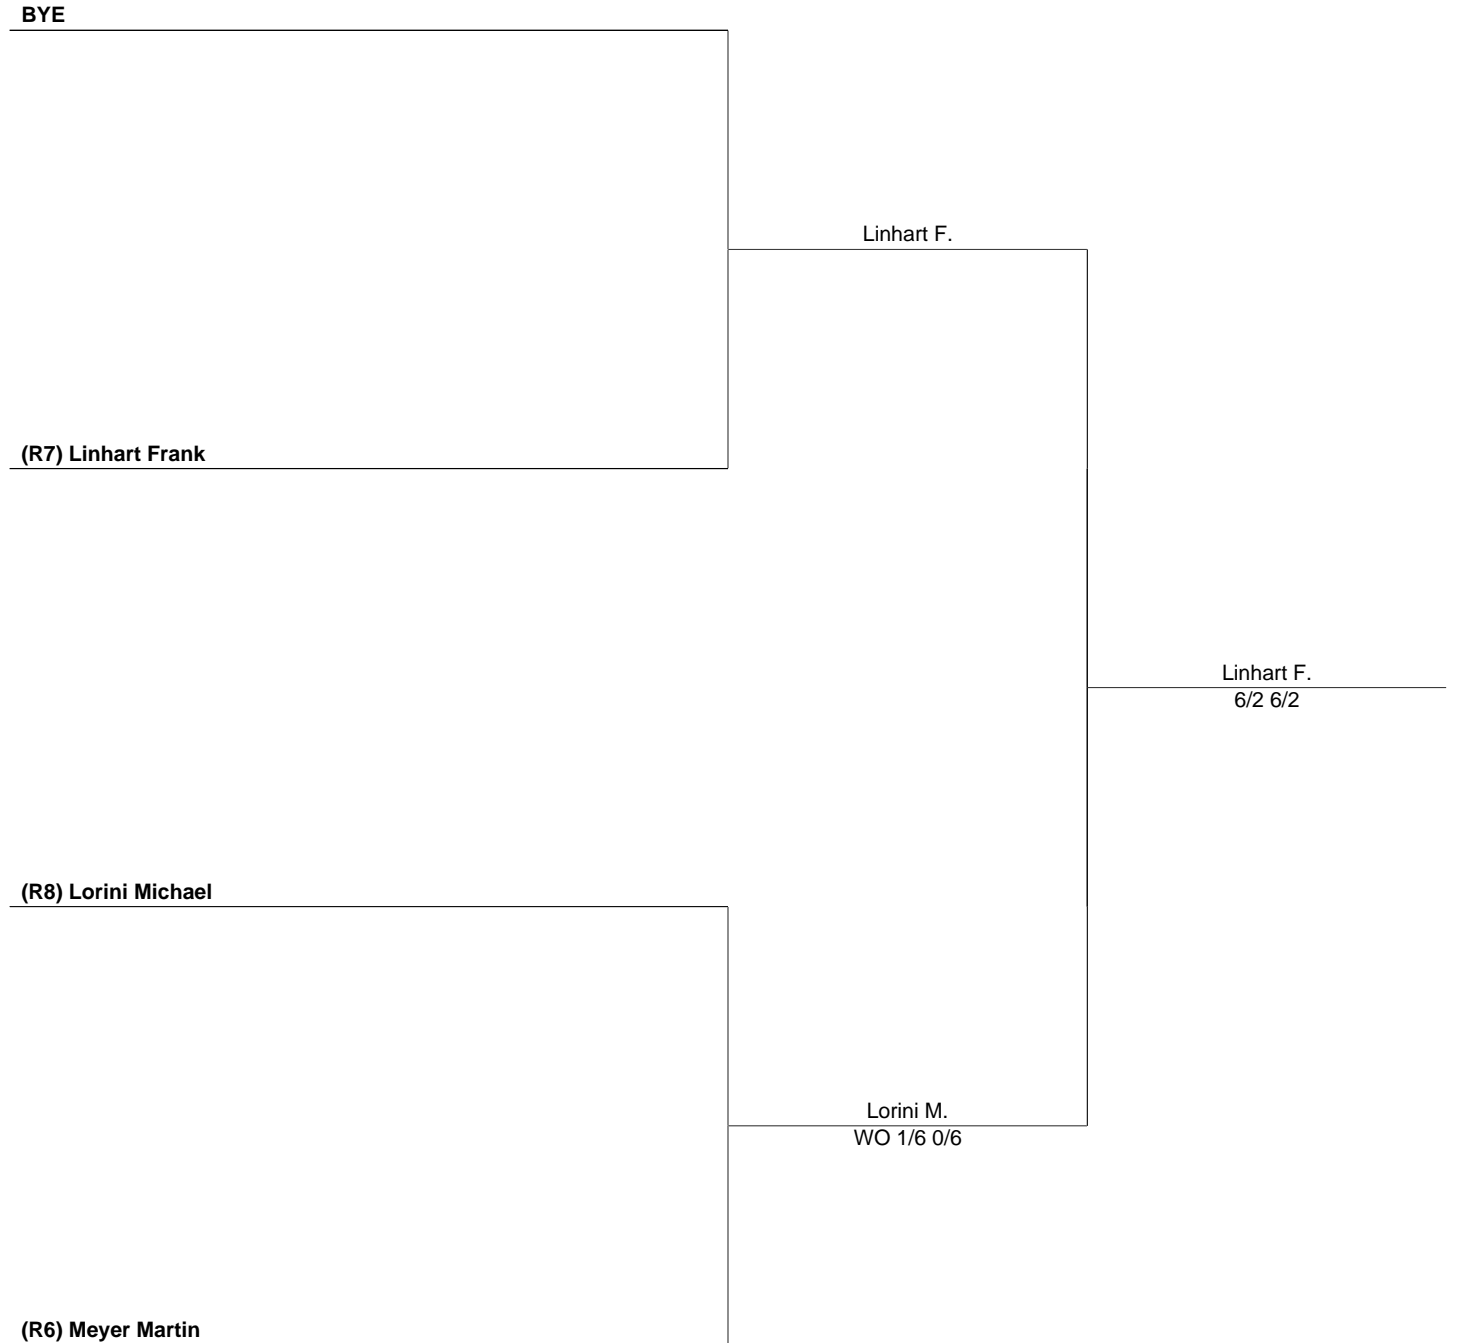 BYE
Linhart F.
(R7) Linhart Frank
Linhart F.
6/2 6/2
(R8) Lorini Michael
Lorini M.
WO 1/6 0/6
(R6) Meyer Martin